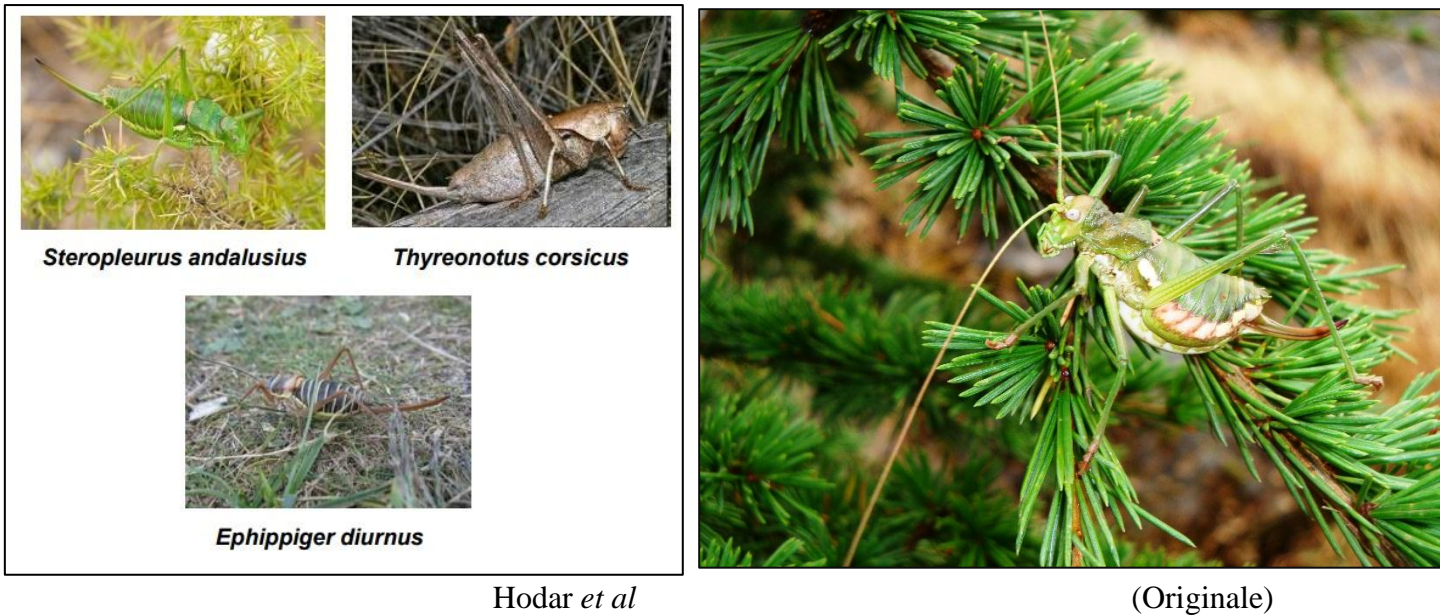 Steropleurus andalusius
Thyreonotus corsicus
Ephippiger diurnus
Hodar et al
(Originale)